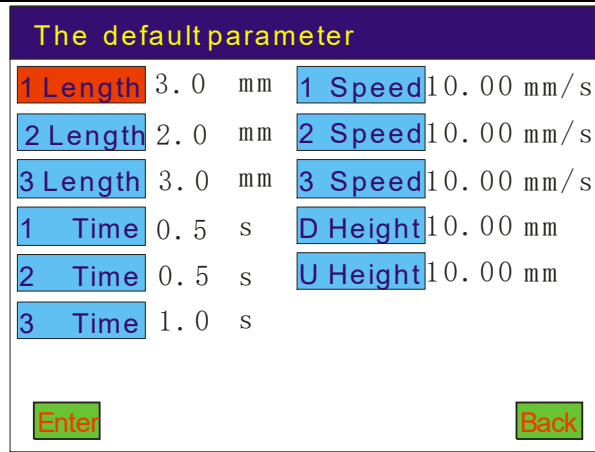 The default parameter
1 Length 3.0 mm 1 Speed 10.00 mm/s
2 Length 2.0 mm 2 Speed 10.00 mm/s
3 Length 3.0 mm 3 Speed 10.00 mm/s
1 Time 0.5 s D Height 10.00 mm
2 Time 0.5 s U Height 10.00 mm
3 Time 1.0 s
Enter Back